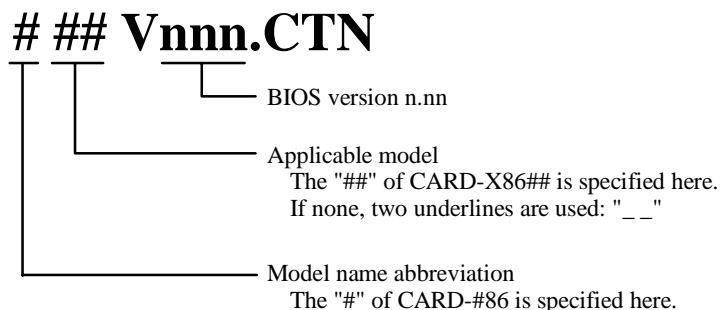 # ## Vnnn.CTN
BIOS version n.nn
Applicable model
The "##" of CARD-X86## is specified here.
If none, two underlines are used: "_ _"
Model name abbreviation
The "#" of CARD-#86 is specified here.